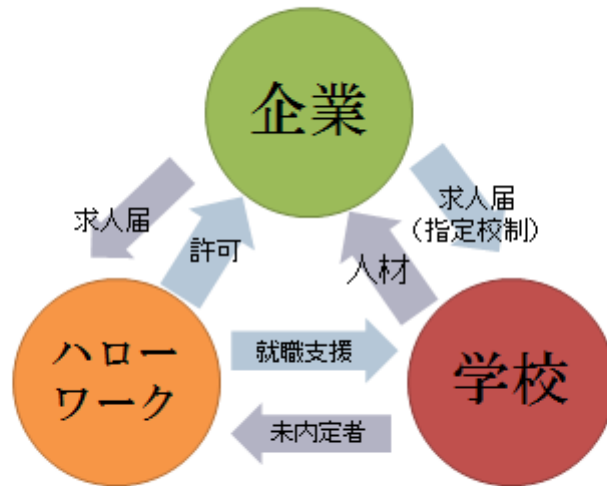 企業
求人届
許可
求人届
（指定校制）
人材
ハロー
ワーク
就職支援
学校
未内定者